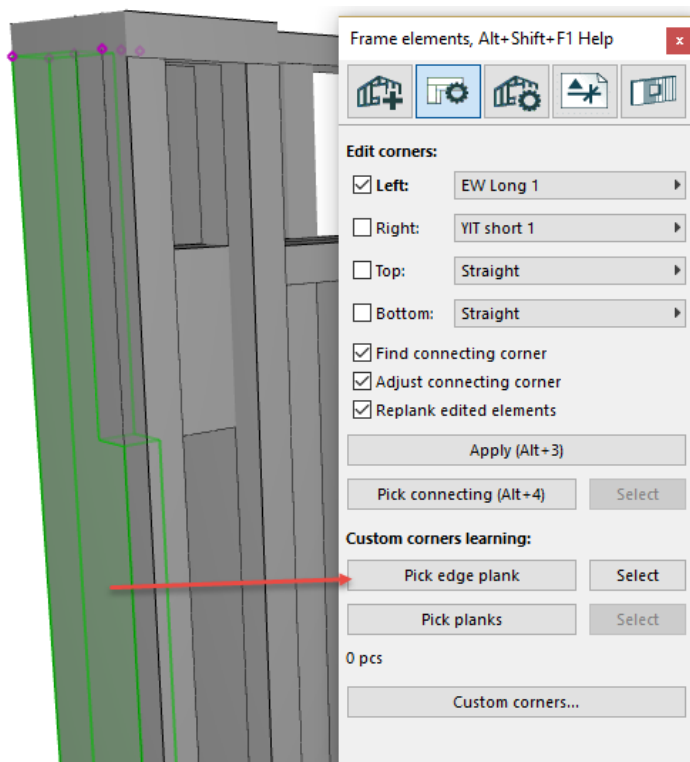 Frame elements, Alt+Shift+F1 Help
x
Edit corners:
Left: EW Long 1
Right: YIT short 1
Top: Straight
Bottom: Straight
Find connecting corner
Adjust connecting corner
Replank edited elements
Apply (Alt+3)
Pick connecting (Alt+4) Select
Custom corners learning:
Pick edge plank Select
Pick planks Select
0 pcs
Custom corners...